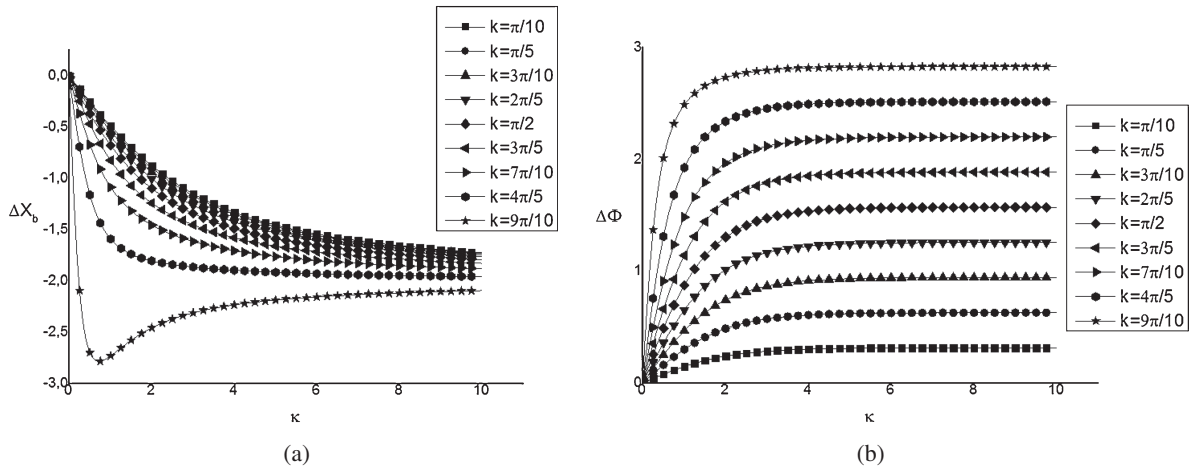 k=π/10
k=π/5
k=3π/10
k=2π/5
k=π/2
k=3π/5
k=7π/10
k=4π/5
k=9π/10
0,0
-0,5
-1,0
ΔX_b
-1,5
-2,0
-2,5
-3,0
0 2 4 6 8 10
κ
(a)
3
2
ΔΦ
1
0
0 2 4 6 8 10
κ
k=π/10
k=π/5
k=3π/10
k=2π/5
k=π/2
k=3π/5
k=7π/10
k=4π/5
k=9π/10
(b)